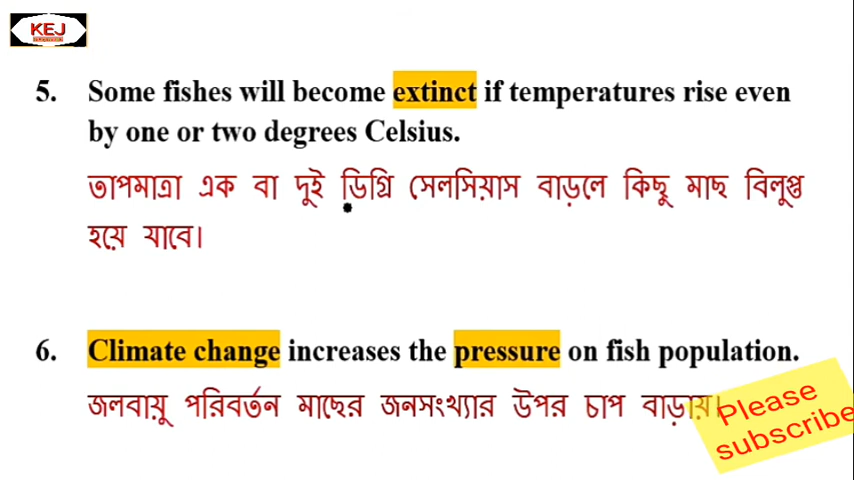 KEJ
5. Some fishes will become extinct if temperatures rise even
by one or two degrees Celsius.
তাপমাত্রা এক বা দুই ডিগ্রি সেলসিয়াস বাড়লে কিছু মাছ বিলুপ্ত
হয়ে যাবে।
6. Climate change increases the pressure on fish population.
জলবায়ু পরিবর্তন মাছের জনসংখ্যার উপর চাপ বাড়ায়।
Please
subscribe